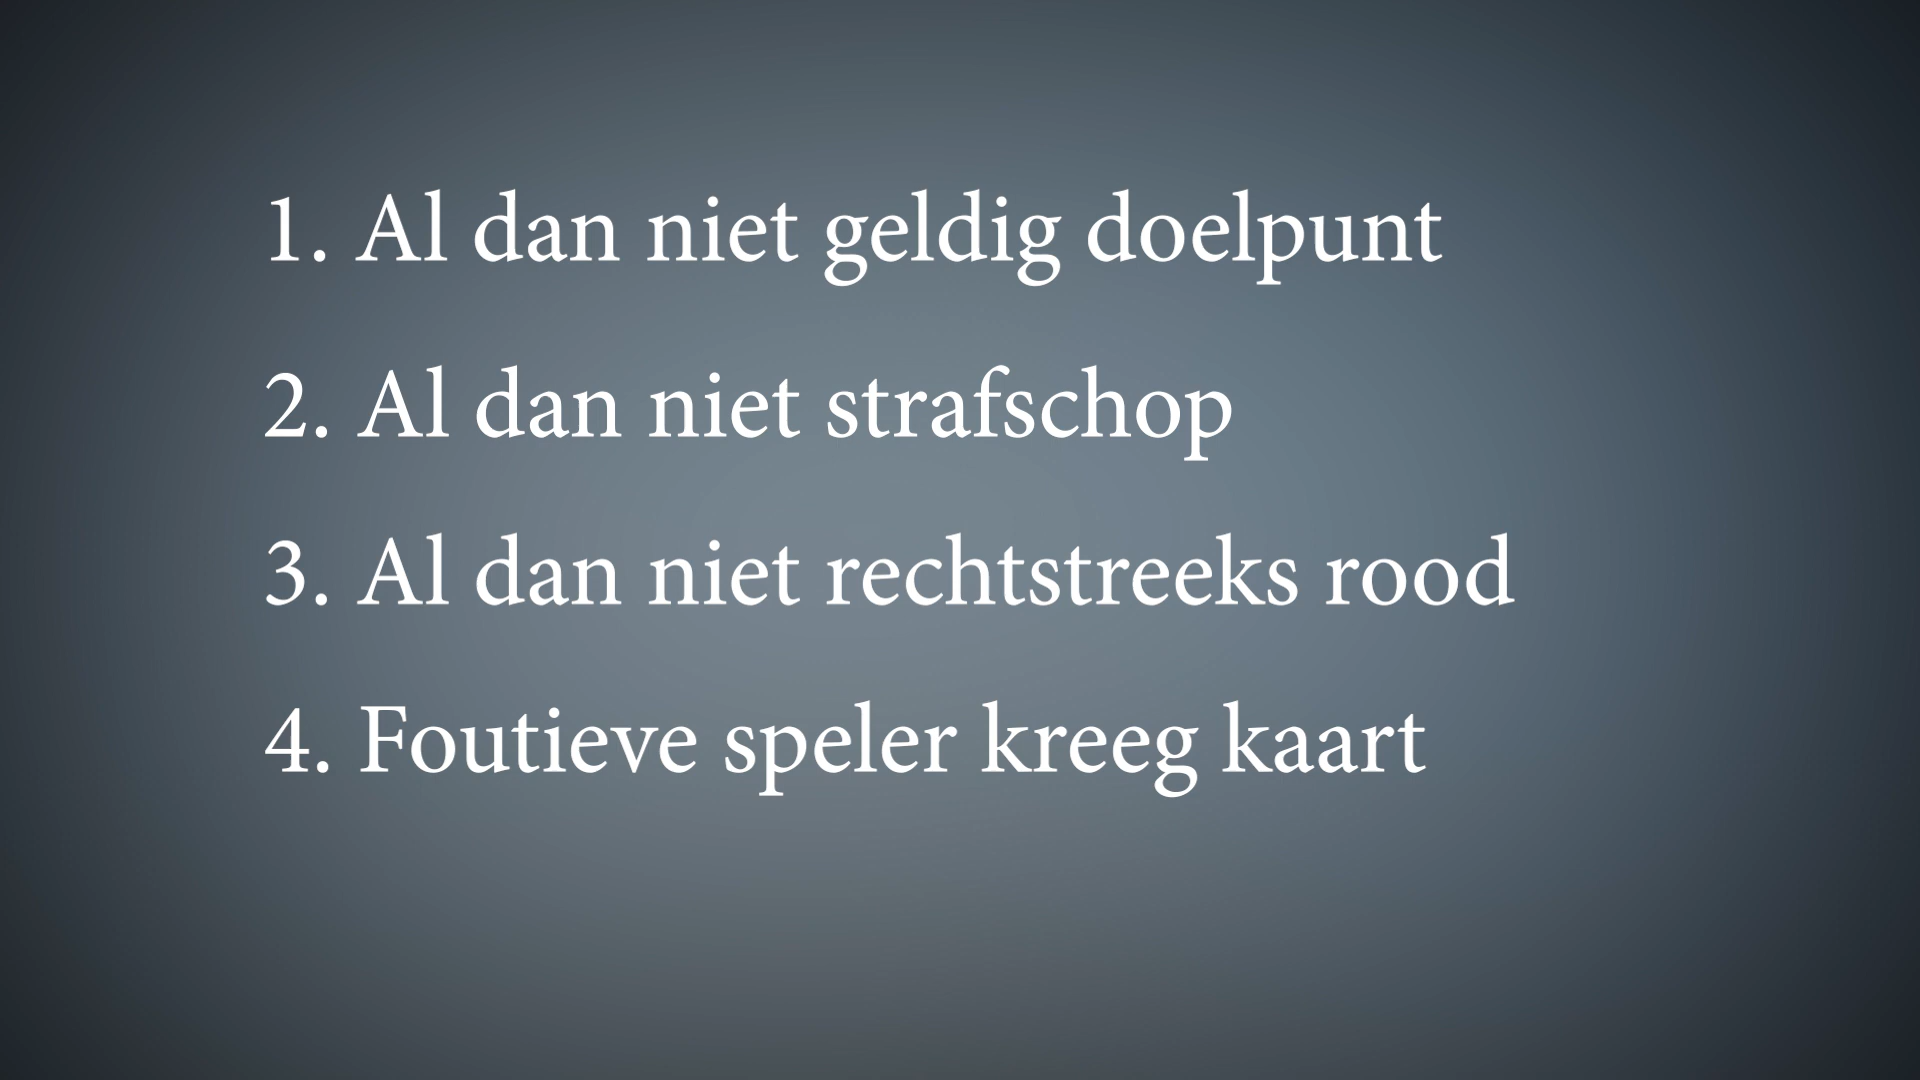 1. Al dan niet geldig doelpunt
2. Al dan niet strafschop
3. Al dan niet rechtstreeks rood
4. Foutieve speler kreeg kaart